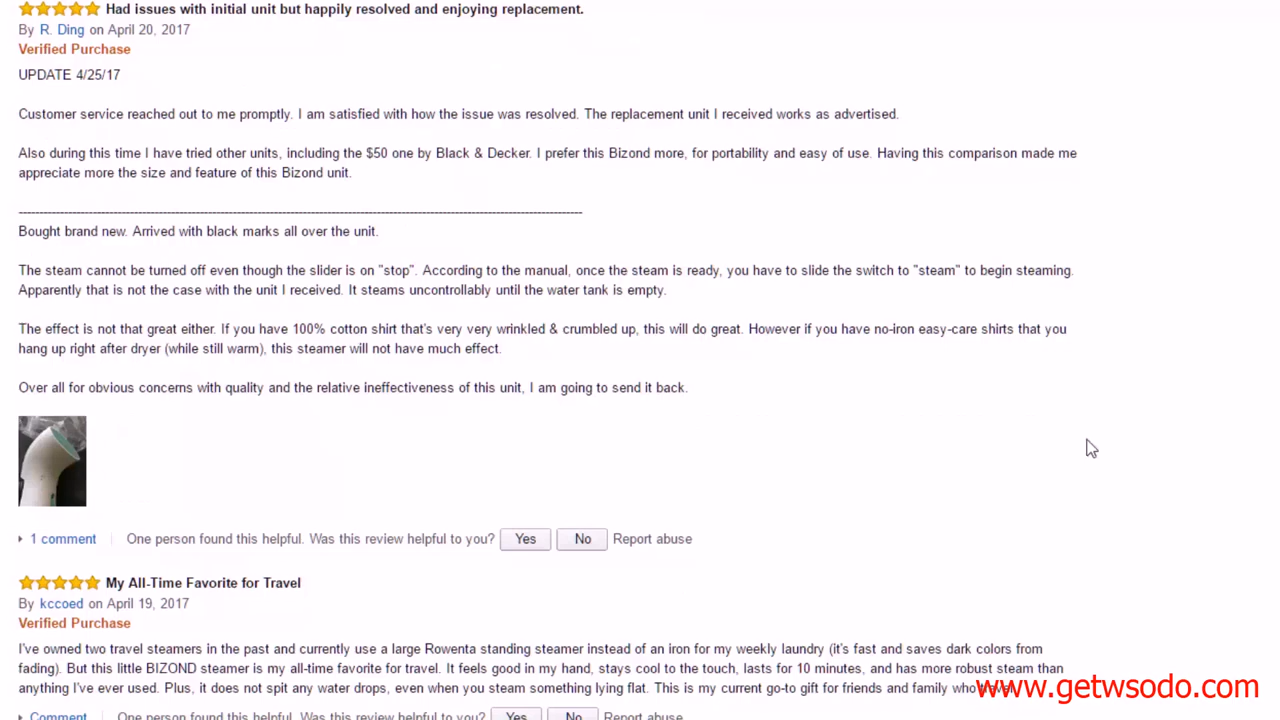 Had issues with initial unit but happily resolved and enjoying replacement.
By R. Ding on April 20, 2017
Verified Purchase
UPDATE 4/25/17
Customer service reached out to me promptly. I am satisfied with how the issue was resolved. The replacement unit I received works as advertised.
Also during this time I have tried other units, including the $50 one by Black & Decker. I prefer this Bizond more, for portability and easy of use. Having this comparison made me
appreciate more the size and feature of this Bizond unit.
Bought brand new. Arrived with black marks all over the unit.
The steam cannot be turned off even though the slider is on "stop". According to the manual, once the steam is ready, you have to slide the switch to "steam" to begin steaming.
Apparently that is not the case with the unit I received. It steams uncontrollably until the water tank is empty.
The effect is not that great either. If you have 100% cotton shirt that's very very wrinkled & crumbled up, this will do great. However if you have no-iron easy-care shirts that you
hang up right after dryer (while still warm), this steamer will not have much effect.
Over all for obvious concerns with quality and the relative ineffectiveness of this unit, I am going to send it back.
1 comment One person found this helpful. Was this review helpful to you? Yes No Report abuse
My All-Time Favorite for Travel
By kccoed on April 19, 2017
Verified Purchase
I've owned two travel steamers in the past and currently use a large Rowenta standing steamer instead of an iron for my weekly laundry (it's fast and saves dark colors from
fading). But this little BIZOND steamer is my all-time favorite for travel. It feels good in my hand, stays cool to the touch, lasts for 10 minutes, and has more robust steam than
anything I've ever used. Plus, it does not spit any water drops, even when you steam something lying flat. This is my current go-to gift for friends and family who travel.
www.getwsodo.com
Comment One person found this helpful. Was this review helpful to you? Yes No Report abuse